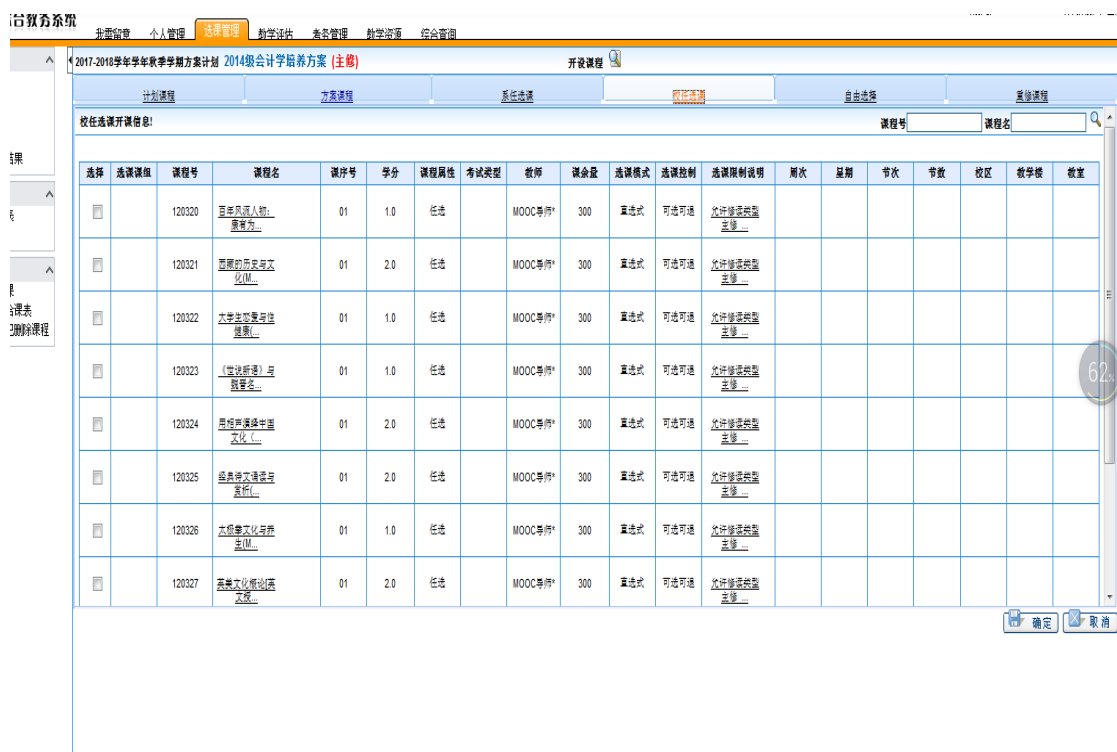 台教务系统
我要留意 个人管理 选课管理 教学评估 考务管理 教学资源 综合查询
2017-2018学年学年秋季学期方案计划 2014级会计学培养方案 (主修) 开设课程
计划课程 方案课程 系任选课 校任选课 自由选择 重修课程
校任选课开课信息! 课程号 课程名
选择 选课课组 课程号 课程名 课序号 学分 课程属性 考试类型 教师 课余量 选课模式 选课控制 选课限制说明 周次 星期 节次 节数 校区 教学楼 教室
120320 百年风流人物: 01 1.0 任选 MOOC导师* 300 直选式 可选可退 允许修读类型
康有为... 主修 ...
120321 西藏的历史与文 01 2.0 任选 MOOC导师* 300 直选式 可选可退 允许修读类型
化(M... 主修 ...
120322 大学生恋爱与性 01 1.0 任选 MOOC导师* 300 直选式 可选可退 允许修读类型
健康(... 主修 ...
120323 《世说新语》与 01 1.0 任选 MOOC导师* 300 直选式 可选可退 允许修读类型
魏晋名... 主修 ...
120324 用相声演绎中国 01 2.0 任选 MOOC导师* 300 直选式 可选可退 允许修读类型
文化（... 主修 ...
120325 经典诗文诵读与 01 2.0 任选 MOOC导师* 300 直选式 可选可退 允许修读类型
赏析(... 主修 ...
120326 太极拳文化与养 01 1.0 任选 MOOC导师* 300 直选式 可选可退 允许修读类型
生(M... 主修 ...
120327 英美文化概论[英 01 2.0 任选 MOOC导师* 300 直选式 可选可退 允许修读类型
文授... 主修 ...
结果
课表
已删除课程
62%
确定 取消